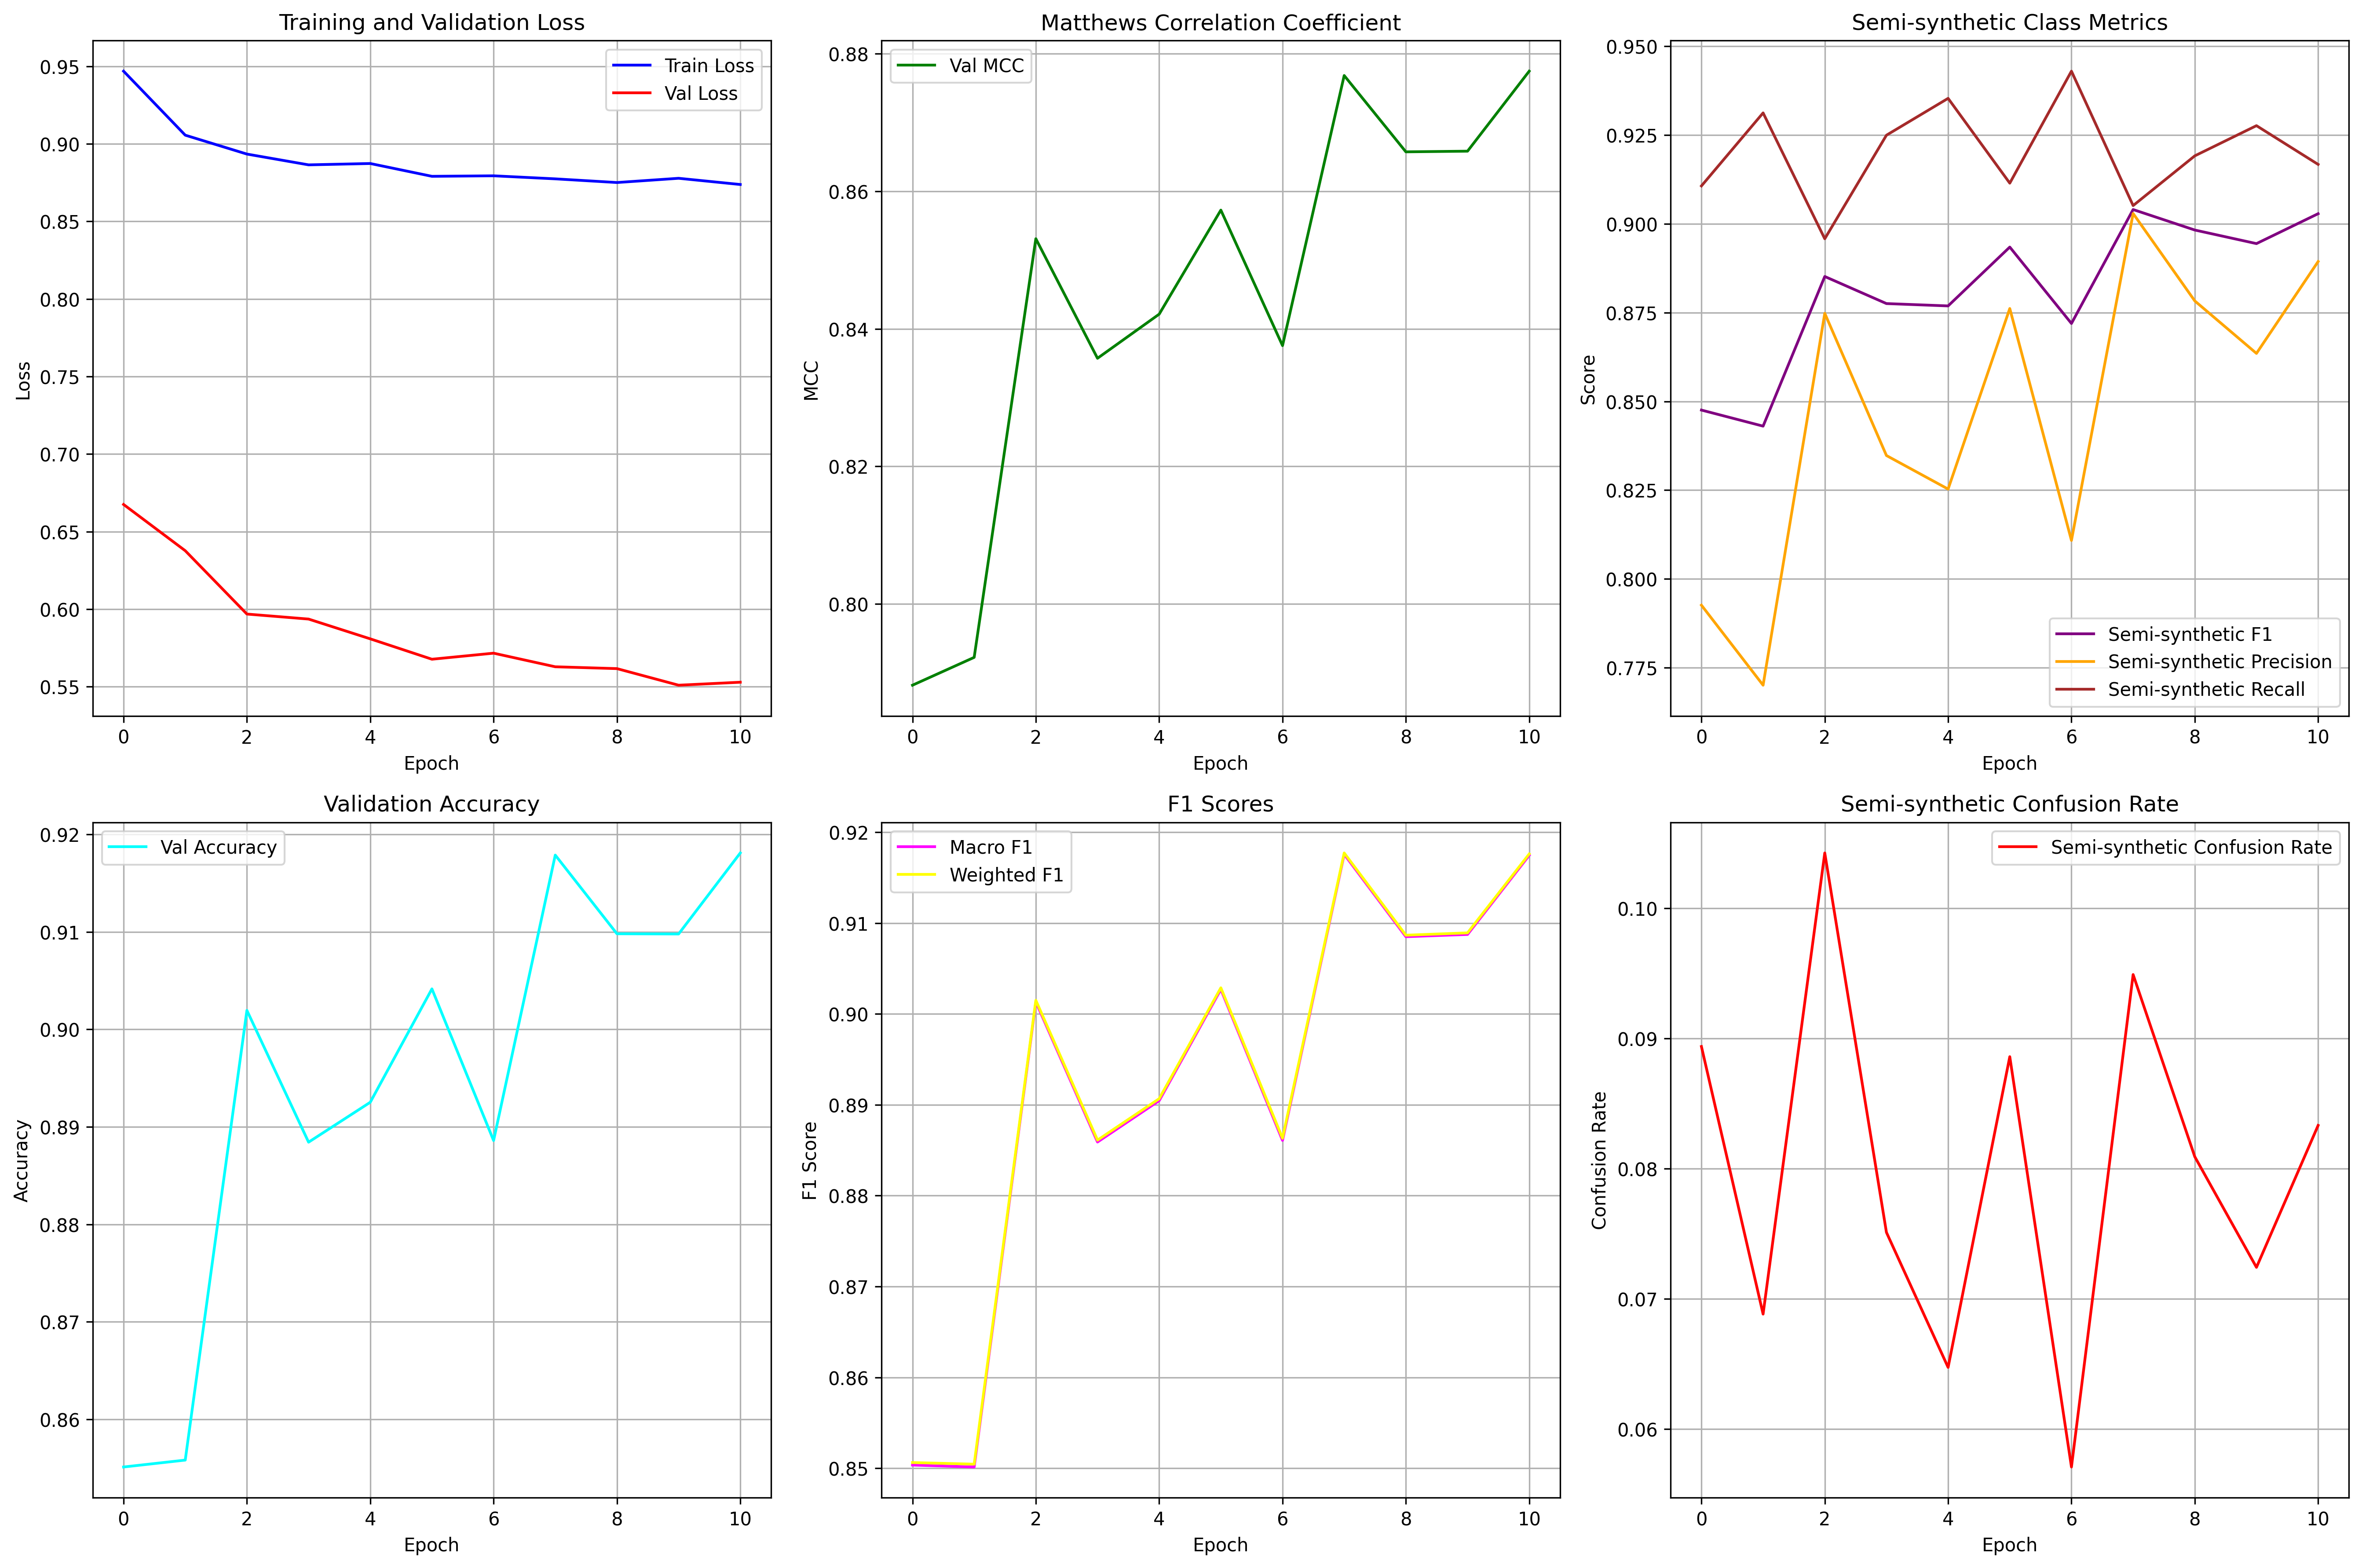 Training and Validation Loss
Train Loss
Val Loss
0.95
0.90
0.85
0.80
0.75
0.70
0.65
0.60
0.55
Loss
0 2 4 6 8 10
Epoch
Matthews Correlation Coefficient
Val MCC
0.88
0.86
0.84
0.82
0.80
MCC
0 2 4 6 8 10
Epoch
Semi-synthetic Class Metrics
0.950
0.925
0.900
0.875
0.850
0.825
0.800
0.775
Score
Semi-synthetic F1
Semi-synthetic Precision
Semi-synthetic Recall
0 2 4 6 8 10
Epoch
Validation Accuracy
Val Accuracy
0.92
0.91
0.90
0.89
0.88
0.87
0.86
Accuracy
0 2 4 6 8 10
Epoch
F1 Scores
Macro F1
Weighted F1
0.92
0.91
0.90
0.89
0.88
0.87
0.86
0.85
F1 Score
0 2 4 6 8 10
Epoch
Semi-synthetic Confusion Rate
Semi-synthetic Confusion Rate
0.10
0.09
0.08
0.07
0.06
Confusion Rate
0 2 4 6 8 10
Epoch